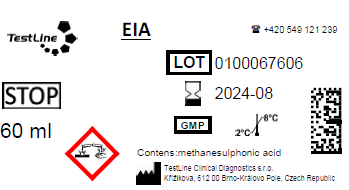 TestLine
EIA
☎ +420 549 121 239
LOT 0100067606
STOP
2024-08
60 ml
GMP
2°C 8°C
Contens:methanesulphonic acid
TestLine Clinical Diagnostics s.r.o.
Křižíkova, 612 00 Brno-Královo Pole, Czech Republic